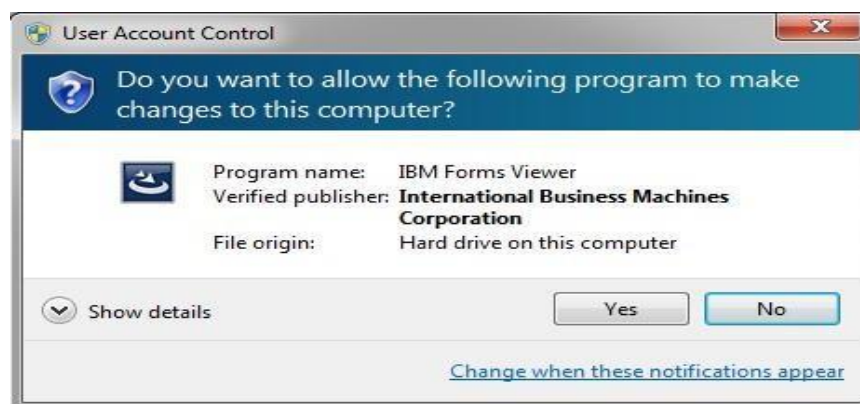 User Account Control
Do you want to allow the following program to make
changes to this computer?
Program name: IBM Forms Viewer
Verified publisher: International Business Machines
Corporation
File origin: Hard drive on this computer
Show details
Yes No
Change when these notifications appear